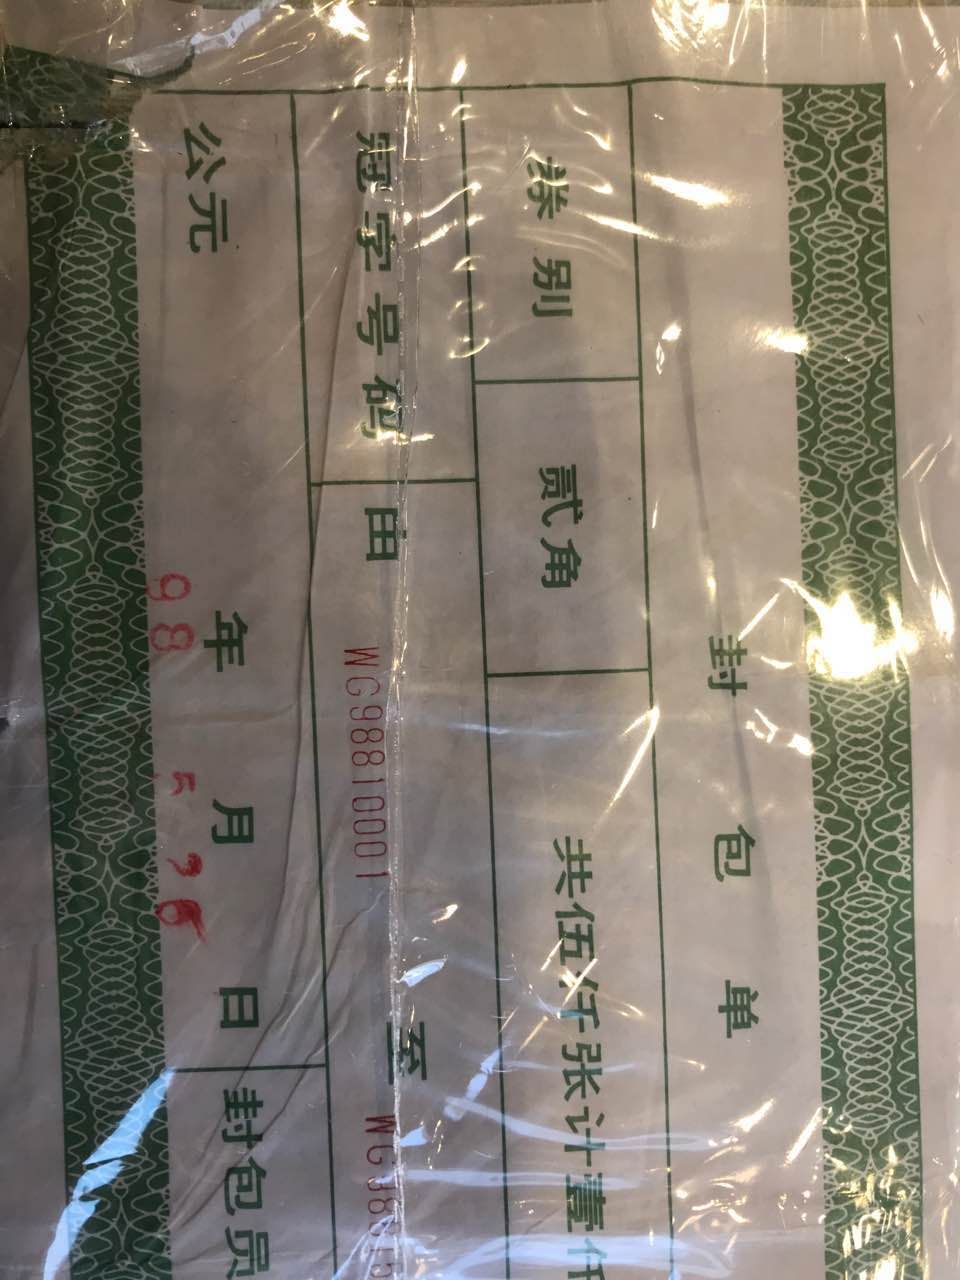 封包单
券别 贰角 共伍仟张计壹仟
冠字号码 由 WG98810001 至
公元 98 年 5 月 26 日 封包员